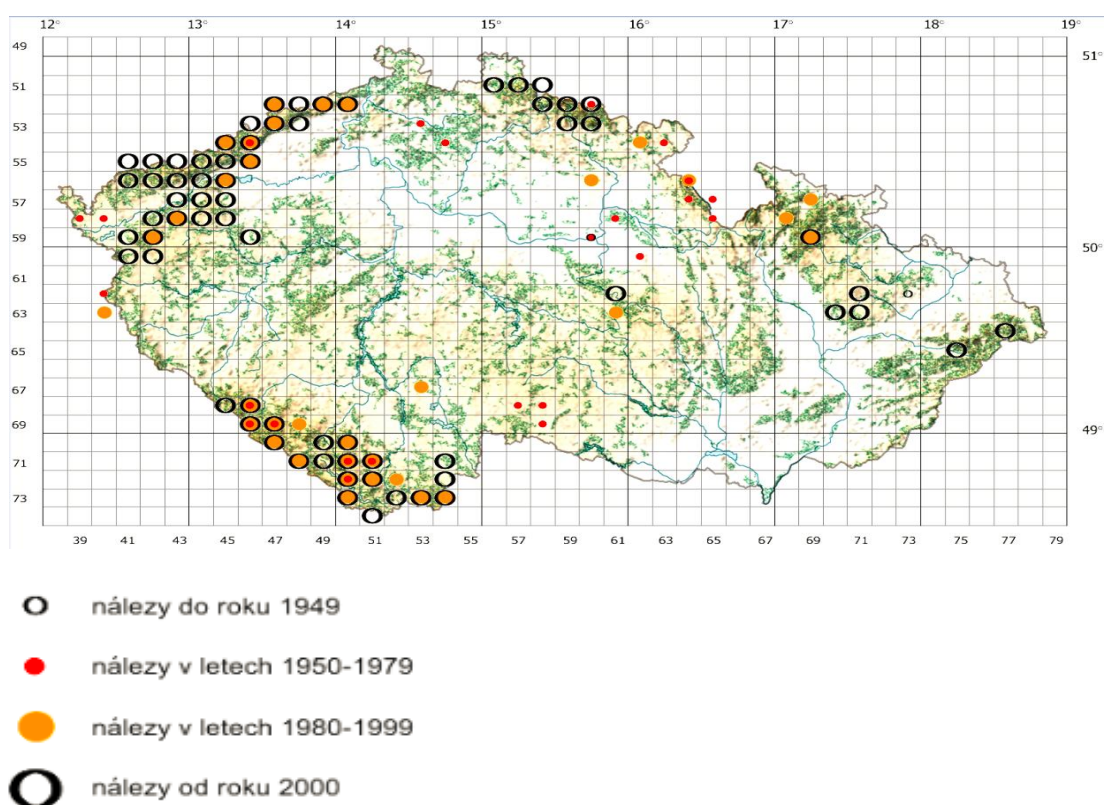 12° 13° 14° 15° 16° 17° 18° 19°
49
51°
51
53
55
57
59
50°
61
63
65
67
69
49°
71
73
39 41 43 45 47 49 51 53 55 57 59 61 63 65 67 69 71 73 75 77 79
nálezy do roku 1949
nálezy v letech 1950-1979
nálezy v letech 1980-1999
nálezy od roku 2000